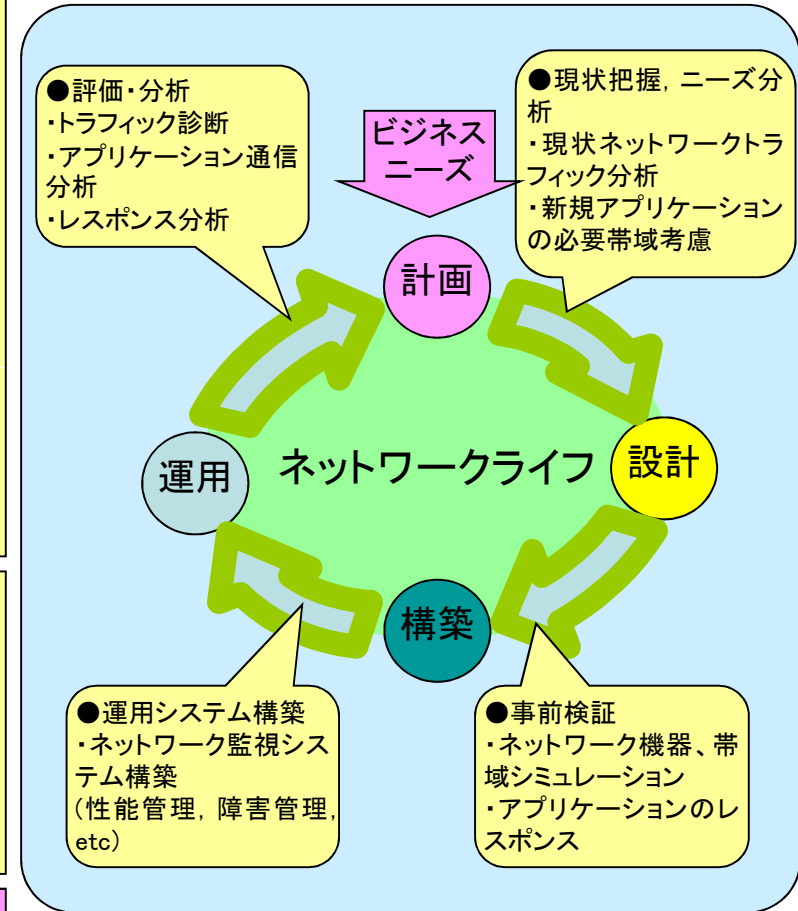 ●評価・分析
・トラフィック診断
・アプリケーション通信
分析
・レスポンス分析
ビジネス
ニーズ
●現状把握, ニーズ分
析
・現状ネットワークトラ
フィック分析
・新規アプリケーション
の必要帯域考慮
計画
運用
ネットワークライフ
設計
構築
●運用システム構築
・ネットワーク監視シス
テム構築
(性能管理, 障害管理,
etc)
●事前検証
・ネットワーク機器、帯
域シミュレーション
・アプリケーションのレ
スポンス